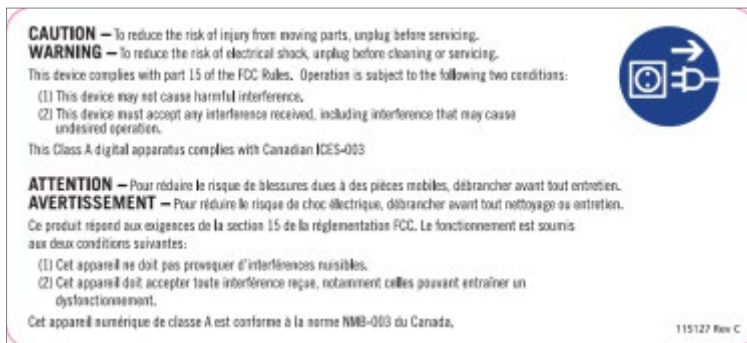 CAUTION – To reduce the risk of injury from moving parts, unplug before servicing.
WARNING – To reduce the risk of electrical shock, unplug before cleaning or servicing.
This device complies with part 15 of the FCC Rules. Operation is subject to the following two conditions:
(1) This device may not cause harmful interference.
(2) This device must accept any interference received, including interference that may cause
undesired operation.
This Class A digital apparatus complies with Canadian ICES-003
ATTENTION – Pour réduire le risque de blessures dues à des pièces mobiles, débrancher avant tout entretien.
AVERTISSEMENT – Pour réduire le risque de choc électrique, débrancher avant tout nettoyage ou entretien.
Ce produit répond aux exigences de la section 15 de la réglementation FCC. Le fonctionnement est soumis
aux deux conditions suivantes:
(1) Cet appareil ne doit pas provoquer d'interférences nuisibles.
(2) Cet appareil doit accepter toute interférence reçue, notamment celles pouvant entraîner un
dysfonctionnement.
Cet appareil numérique de classe A est conforme à la norme NMB-003 du Canada.
115127 Rev C